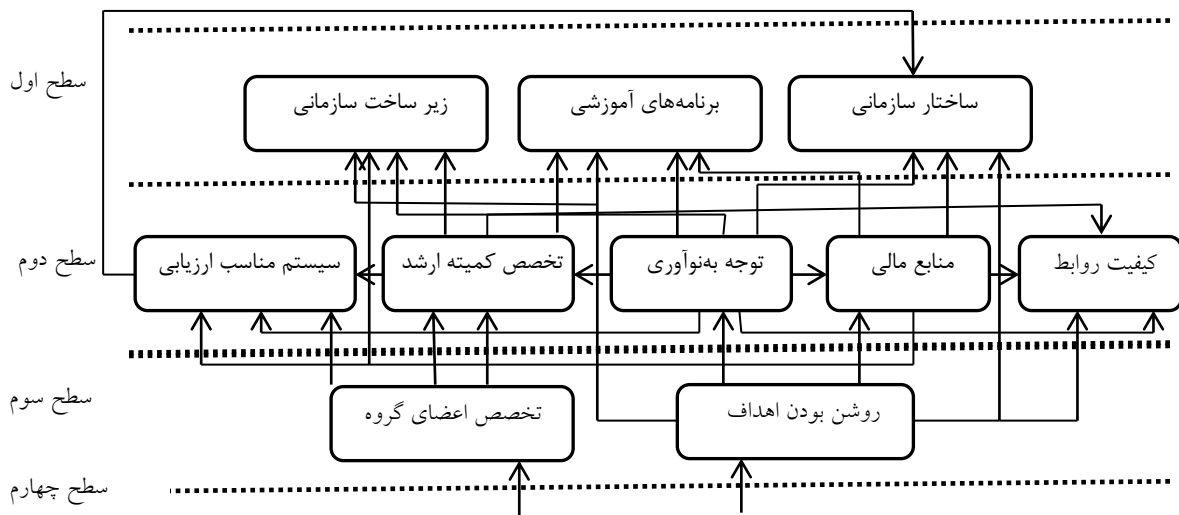 سطح اول
ساختار سازمانی
برنامه‌های آموزشی
زیر ساخت سازمانی
سطح دوم
کیفیت روابط
منابع مالی
توجه به‌نوآوری
تخصص کمیته ارشد
سیستم مناسب ارزیابی
سطح سوم
روشن بودن اهداف
تخصص اعضای گروه
سطح چهارم